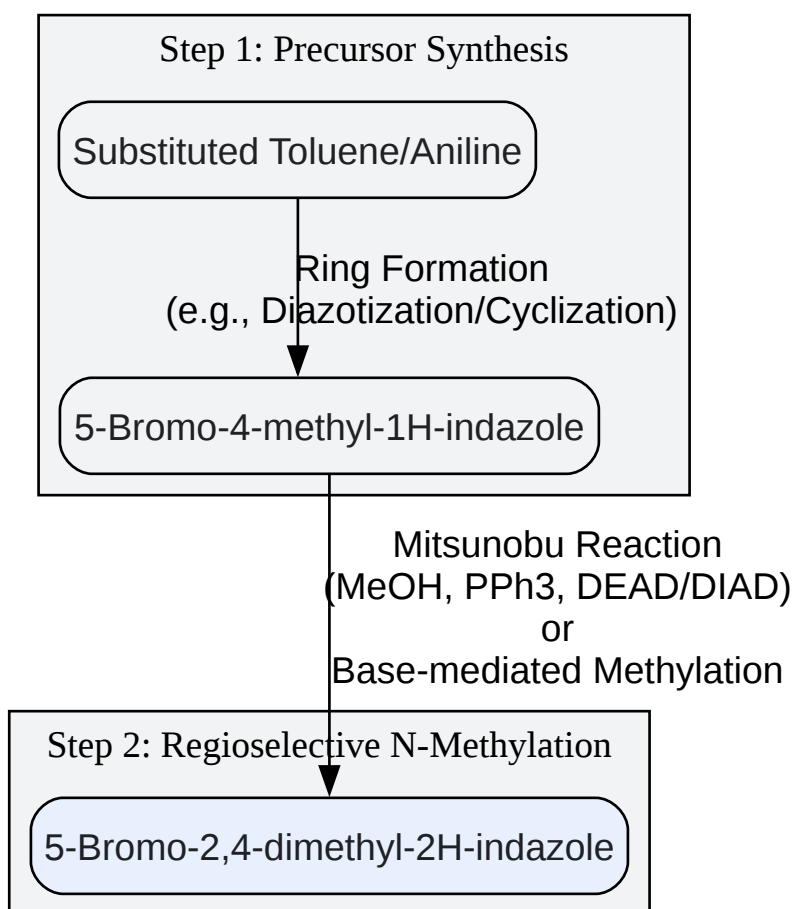 Step 1: Precursor Synthesis
Substituted Toluene/Aniline
Ring Formation
(e.g., Diazotization/Cyclization)
5-Bromo-4-methyl-1H-indazole
Mitsunobu Reaction
(MeOH, PPh3, DEAD/DIAD)
or
Base-mediated Methylation
Step 2: Regioselective N-Methylation
5-Bromo-2,4-dimethyl-2H-indazole